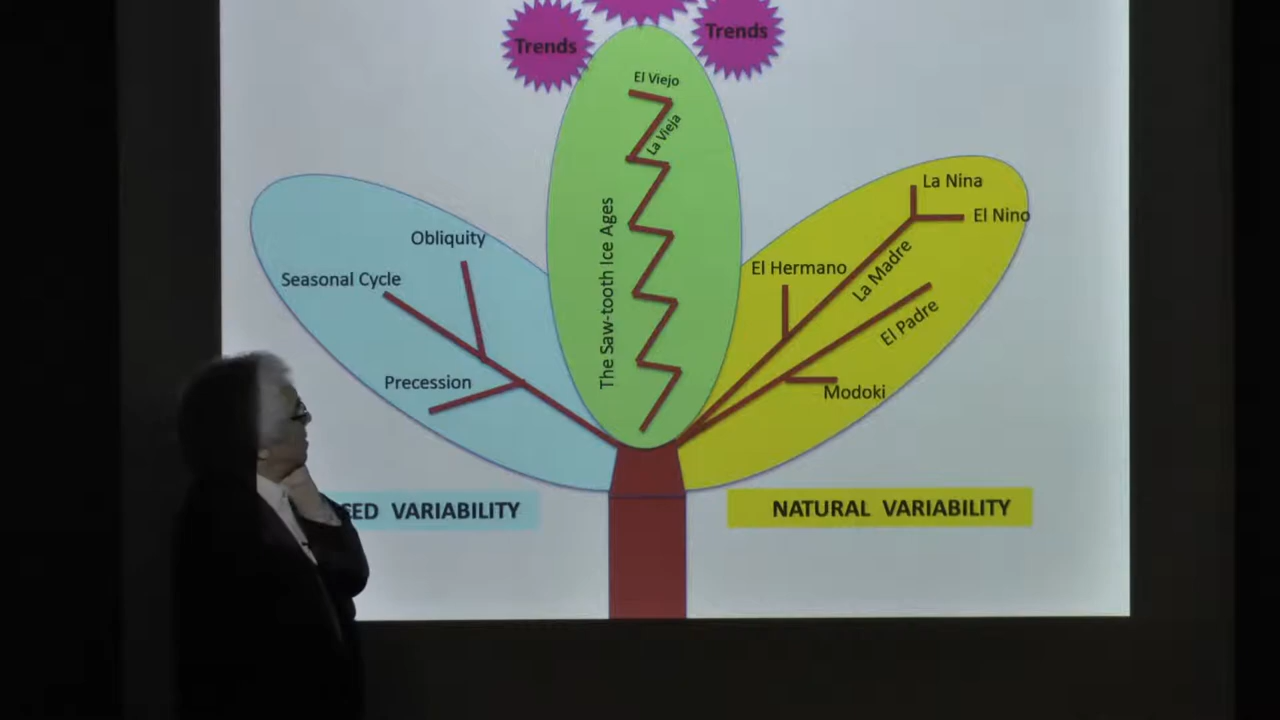 Trends
Trends
El Viejo
La Vieja
The Saw-tooth Ice Ages
Obliquity
Seasonal Cycle
Precession
La Nina
El Nino
El Hermano
La Madre
El Padre
Modoki
VARIABILITY
NATURAL VARIABILITY